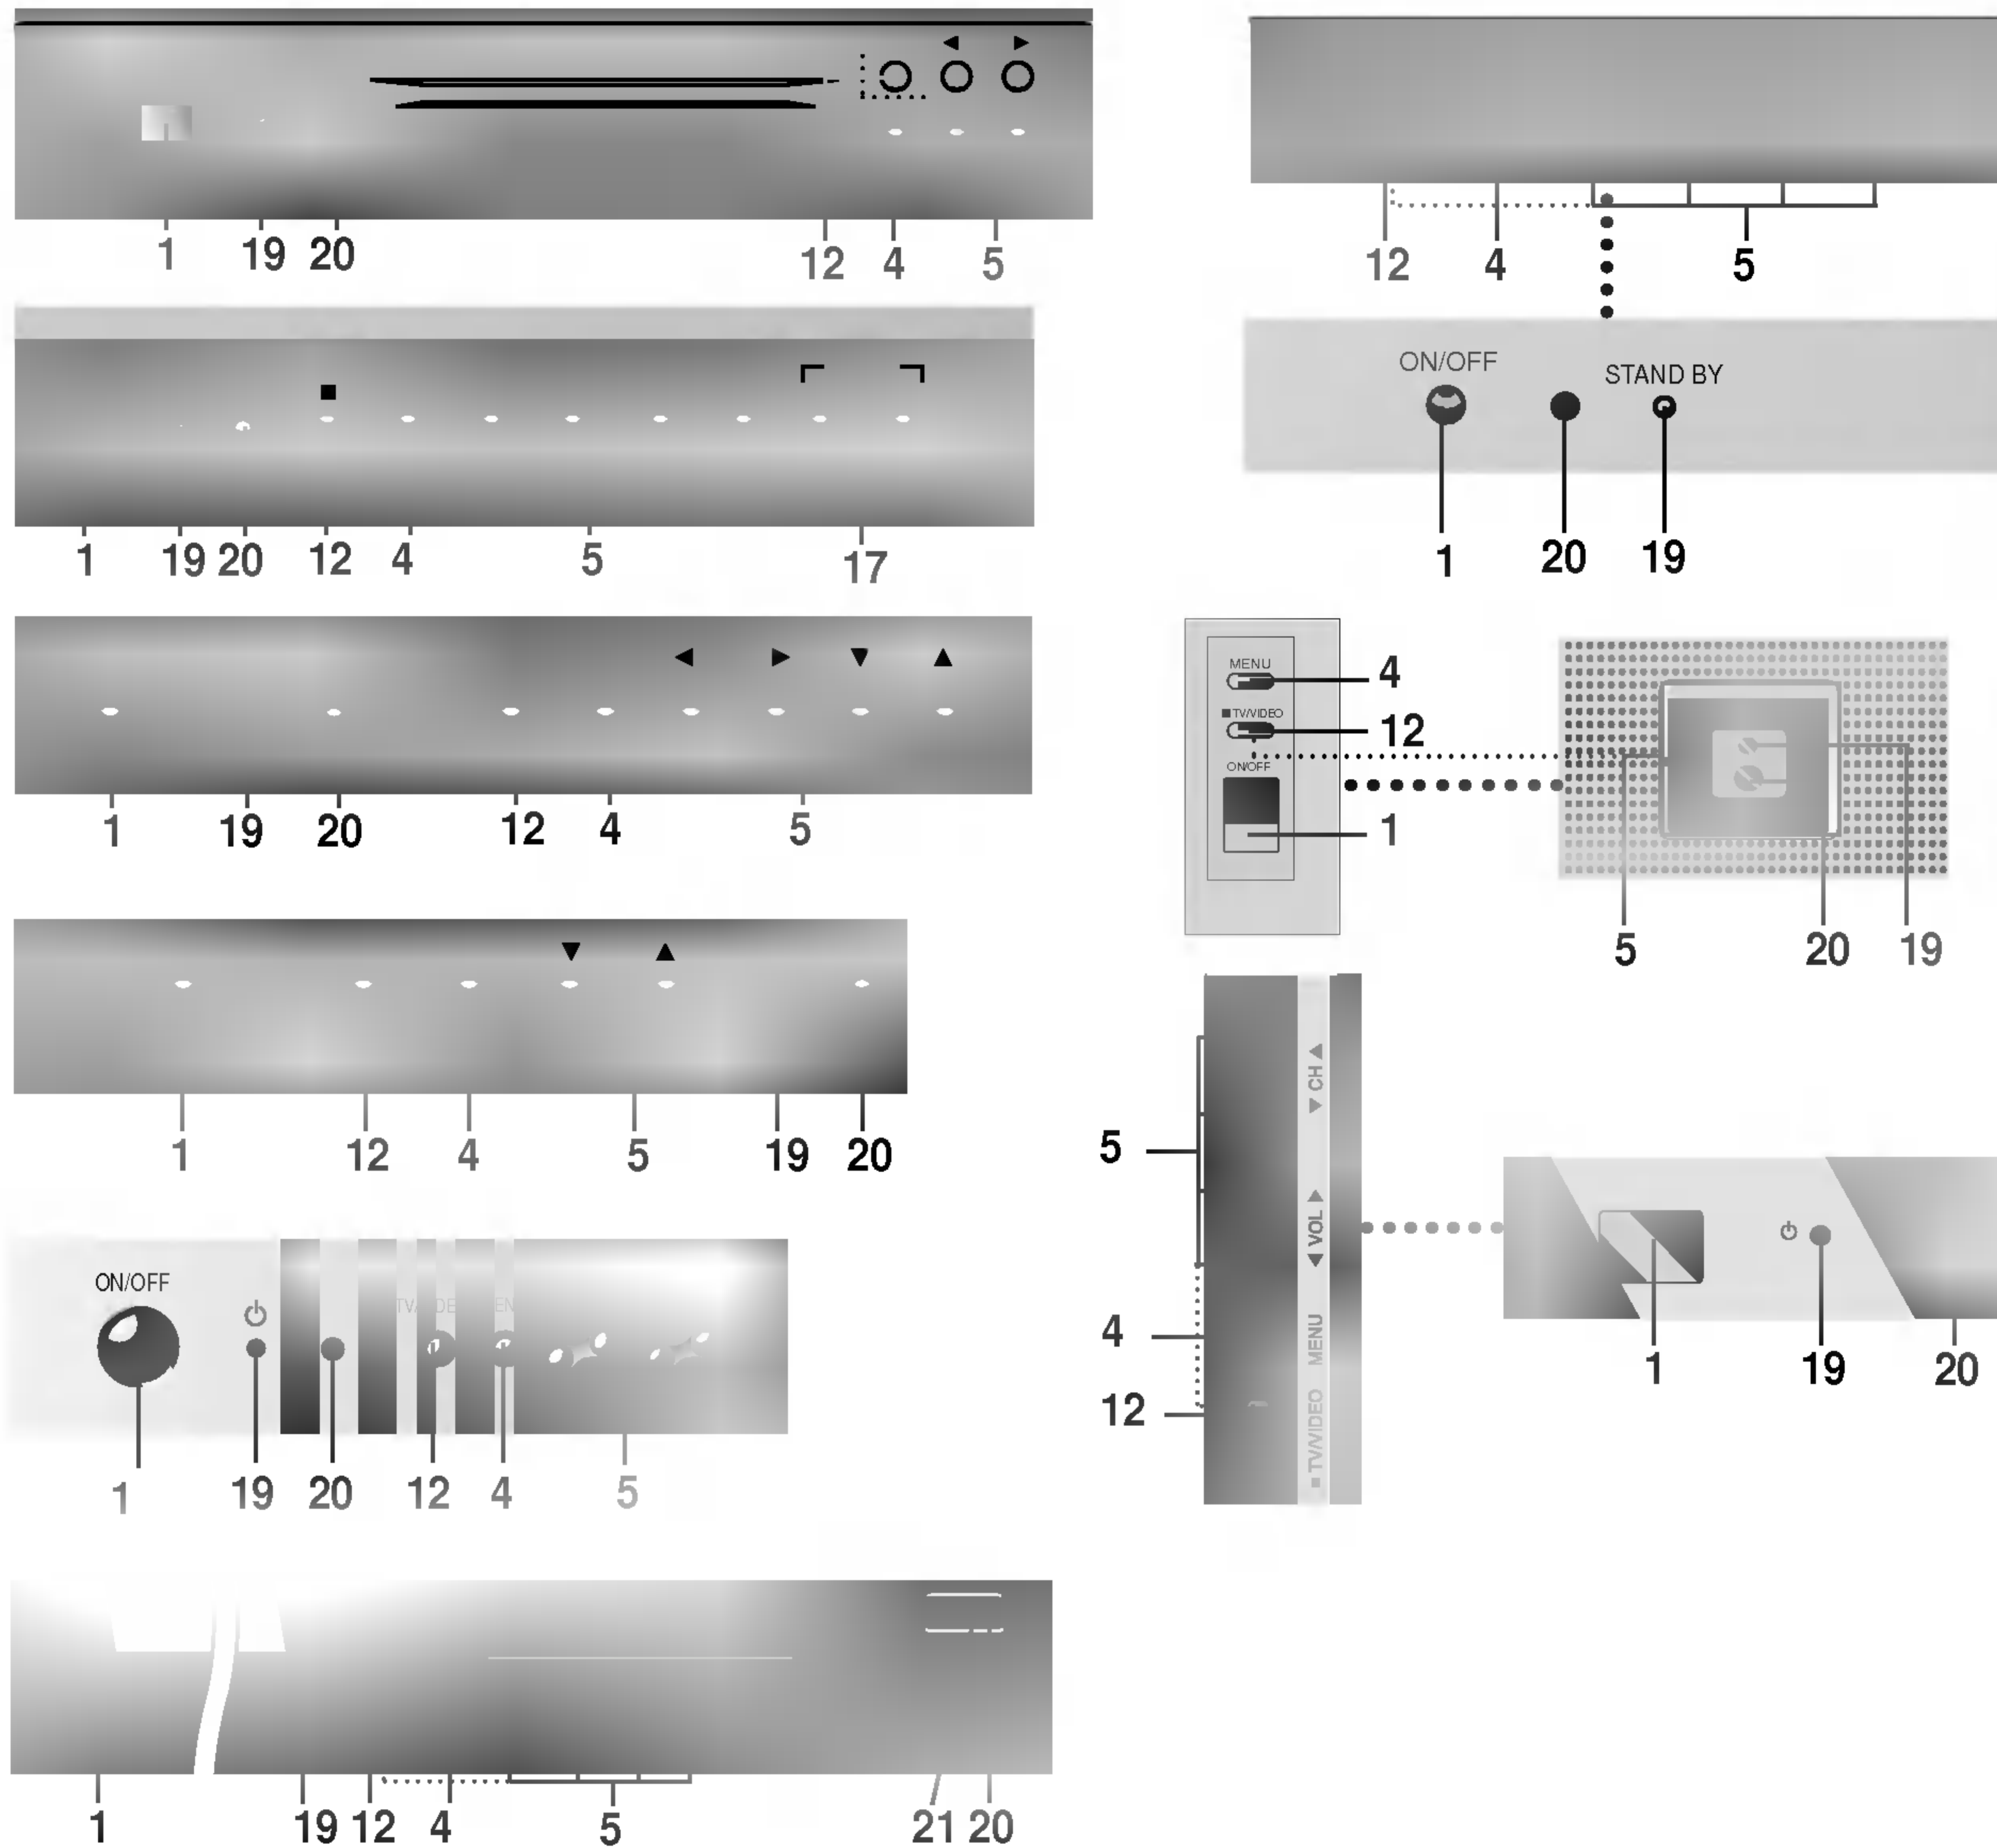 ◀ ▶
1 19 20 12 4 5
■
1 19 20 12 4 5 17
◀ ▶ ▼ ▲
1 19 20 12 4 5
▼ ▲
1 12 4 5 19 20
ON/OFF
1 19 20 12 4 5
1 19 12 4 5 21 20
12 4 5
ON/OFF
STAND BY
1 20 19
MENU
4
■ TV/VIDEO
12
ON/OFF
1
5 20 19
▼ CH ▲
5
◀ VOL ▶
4
MENU
12
■ TV/VIDEO
1 19 20